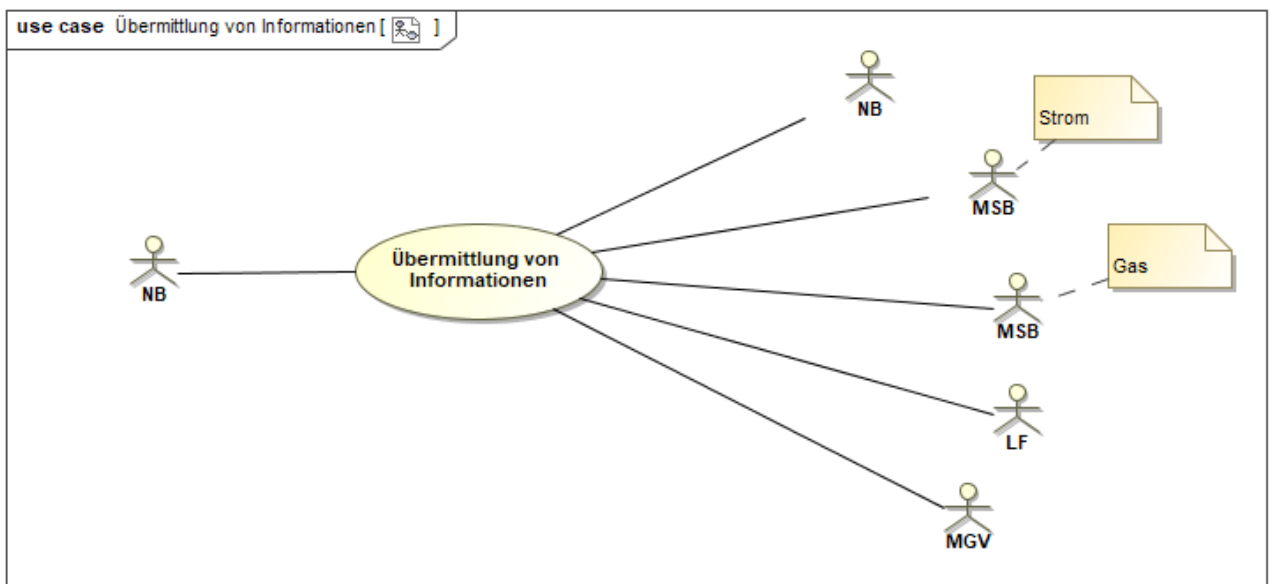 use case Übermittlung von Informationen [ ]
NB
Strom
MSB
Gas
Übermittlung von
Informationen
NB
MSB
LF
MGV